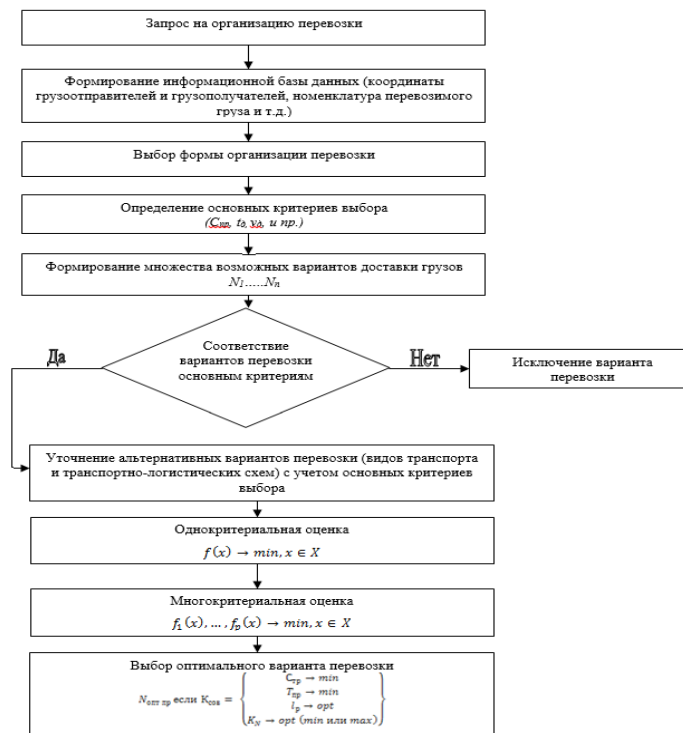 Запрос на организацию перевозки
Формирование информационной базы данных (координаты
грузоотправителей и грузополучателей, номенклатура перевозимого
груза и т.д.)
Выбор формы организации перевозки
Определение основных критериев выбора
(Cпр, tд, vд, и пр.)
Формирование множества возможных вариантов доставки грузов
N1.....Nn
Соответствие
вариантов перевозки
основным критериям
Да
Нет
Исключение варианта
перевозки
Уточнение альтернативных вариантов перевозки (видов транспорта
и транспортно-логистических схем) с учетом основных критериев
выбора
Однокритериальная оценка
f(x) → min, x ∈ X
Многокритериальная оценка
f₁(x), … , fₚ(x) → min, x ∈ X
Выбор оптимального варианта перевозки
Nопт пр если Kсов =
Cтр → min
Tпр → min
lр → opt
KN → opt (min или max)